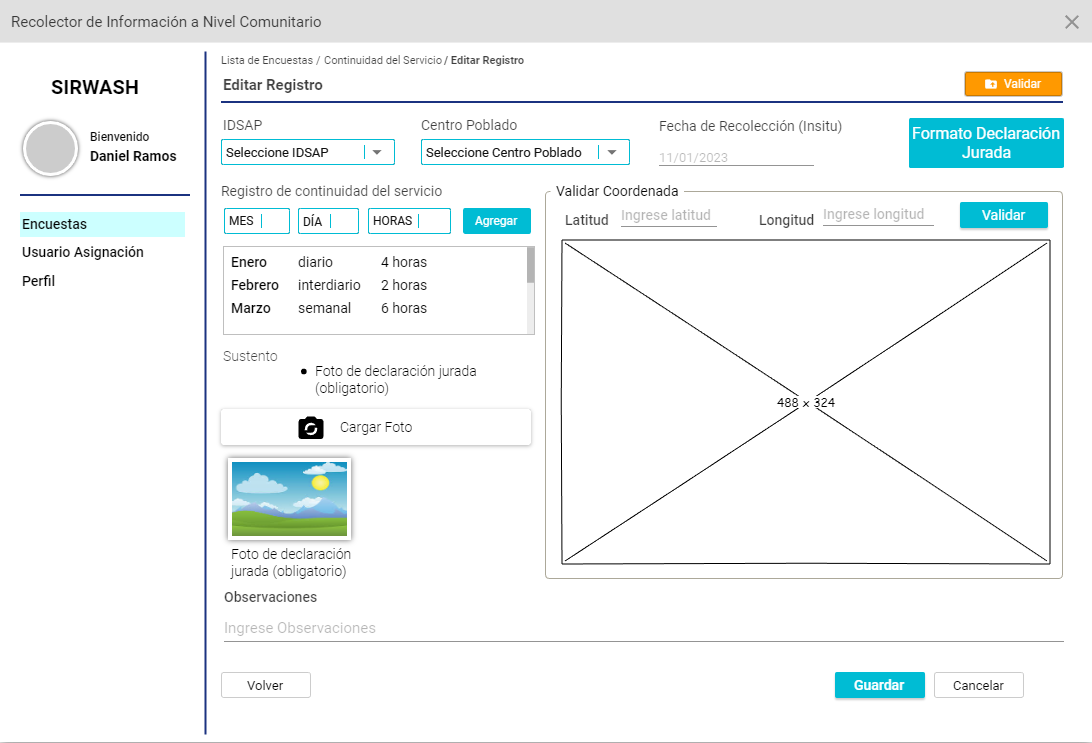 Recolector de Información a Nivel Comunitario
SIRWASH
Bienvenido
Daniel Ramos
Encuestas
Usuario Asignación
Perfil
Lista de Encuestas / Continuidad del Servicio / Editar Registro
Editar Registro
Validar
IDSAP
Seleccione IDSAP
Centro Poblado
Seleccione Centro Poblado
Fecha de Recolección (Insitu)
11/01/2023
Formato Declaración
Jurada
Registro de continuidad del servicio
MES
DÍA
HORAS
Agregar
Enero diario 4 horas
Febrero interdiario 2 horas
Marzo semanal 6 horas
Sustento
• Foto de declaración jurada
(obligatorio)
Cargar Foto
Foto de declaración
jurada (obligatorio)
Validar Coordenada
Latitud Ingrese latitud
Longitud Ingrese longitud
Validar
488 x 324
Observaciones
Ingrese Observaciones
Volver
Guardar
Cancelar